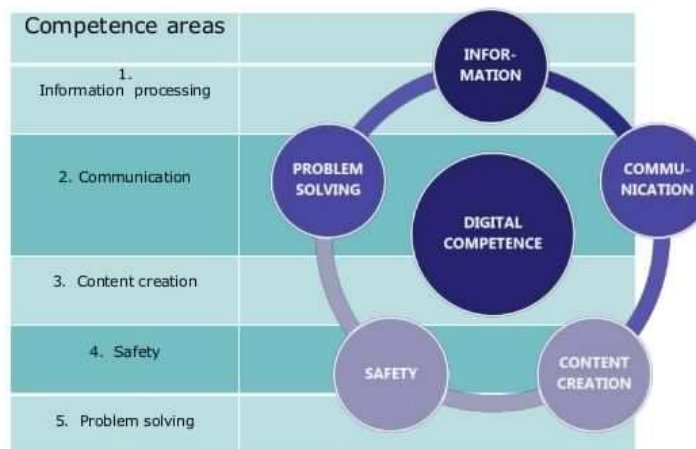 Competence areas
1.
Information processing
2. Communication
3. Content creation
4. Safety
5. Problem solving
INFOR-
MATION
COMMU-
NICATION
CONTENT
CREATION
SAFETY
PROBLEM
SOLVING
DIGITAL
COMPETENCE